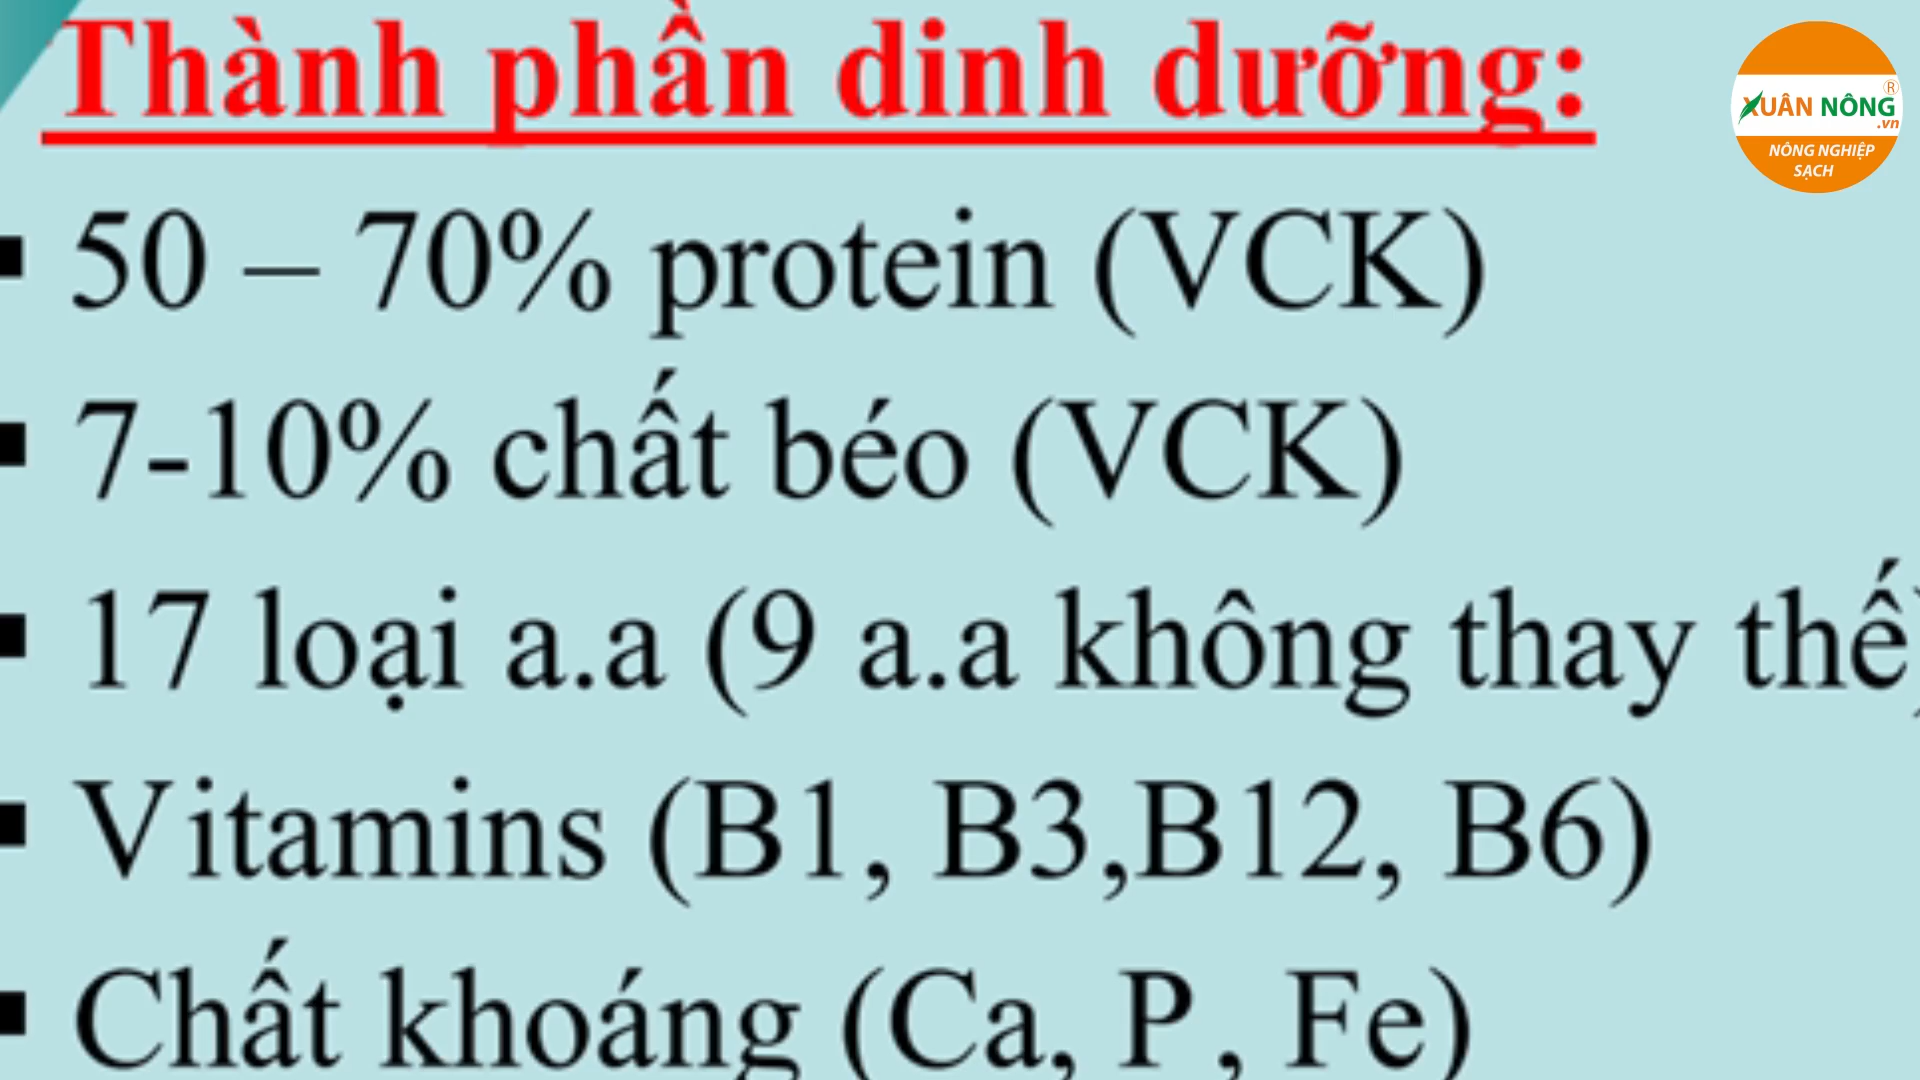 Thành phần dinh dưỡng:
▪ 50 – 70% protein (VCK)
▪ 7-10% chất béo (VCK)
▪ 17 loại a.a (9 a.a không thay thế)
▪ Vitamins (B1, B3,B12, B6)
▪ Chất khoáng (Ca, P , Fe)
XUÂN NÔNG ®
.vn
NÔNG NGHIỆP
SẠCH